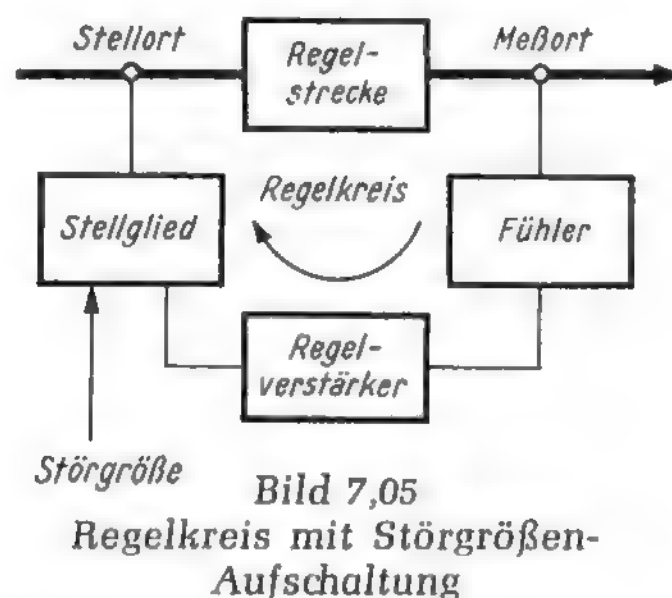 Stellort
Regel-
strecke
Meßort
Stellglied
Regelkreis
Fühler
Regel-
verstärker
Störgröße
Bild 7,05
Regelkreis mit Störgrößen-
Aufschaltung